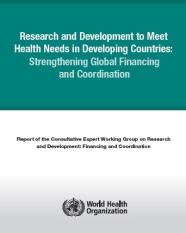 Research and Development to Meet
Health Needs in Developing Countries:
Strengthening Global Financing
and Coordination
Report of the Consultative Expert Working Group on Research
and Development: Financing and Coordination
World Health
Organization